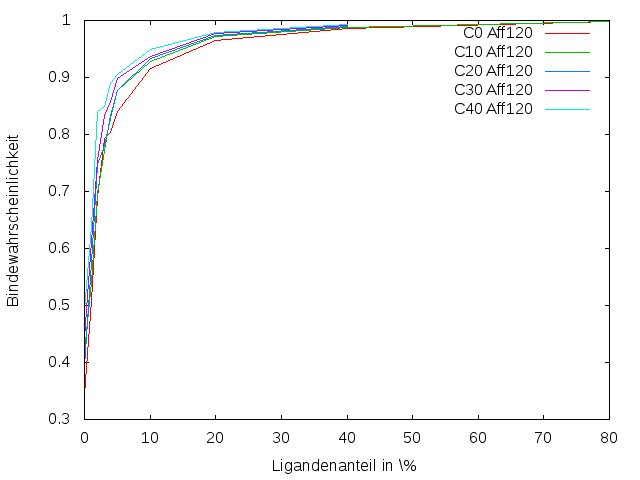 1
0.9
0.8
0.7
0.6
0.5
0.4
0.3
0
10
20
30
40
50
60
70
80
Bindewahrscheinlichkeit
Ligandenanteil in \%
C0 Aff120
C10 Aff120
C20 Aff120
C30 Aff120
C40 Aff120